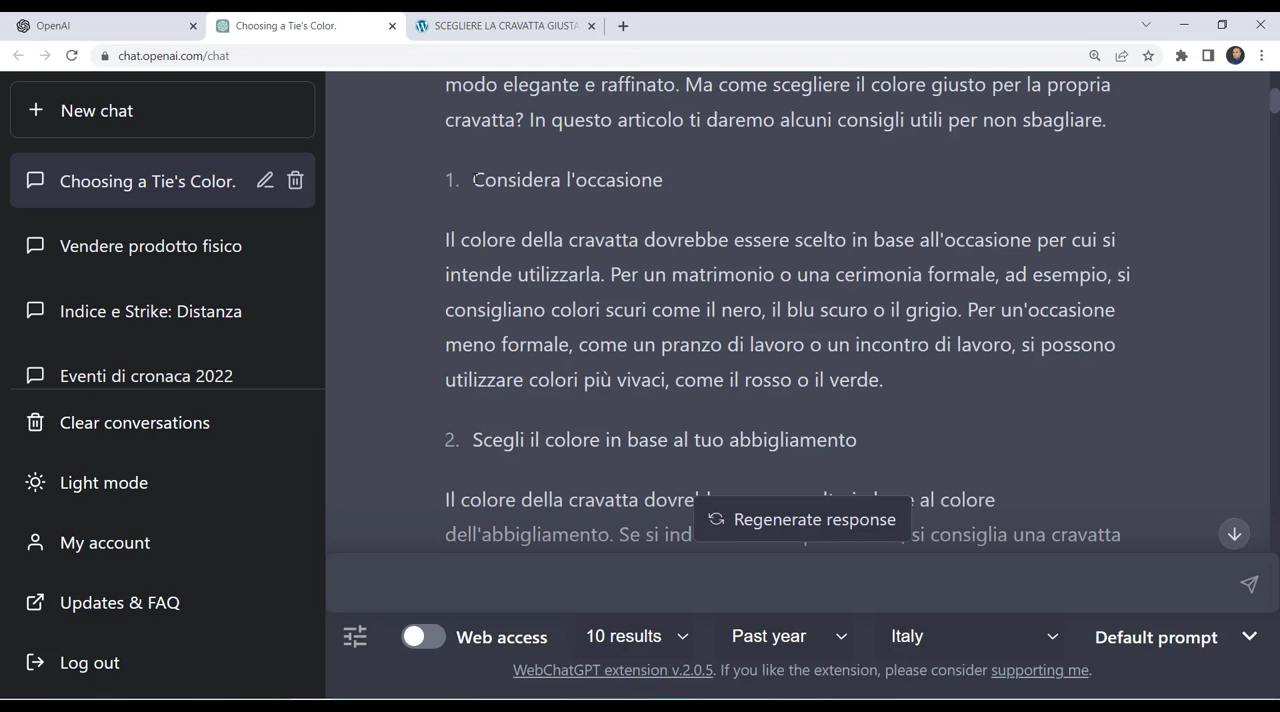 OpenAI
Choosing a Tie's Color.
SCEGLIERE LA CRAVATTA GIUSTA
chat.openai.com/chat
New chat
Choosing a Tie's Color.
Vendere prodotto fisico
Indice e Strike: Distanza
Eventi di cronaca 2022
Clear conversations
Light mode
My account
Updates & FAQ
Log out
modo elegante e raffinato. Ma come scegliere il colore giusto per la propria
cravatta? In questo articolo ti daremo alcuni consigli utili per non sbagliare.
1. Considera l'occasione
Il colore della cravatta dovrebbe essere scelto in base all'occasione per cui si
intende utilizzarla. Per un matrimonio o una cerimonia formale, ad esempio, si
consigliano colori scuri come il nero, il blu scuro o il grigio. Per un'occasione
meno formale, come un pranzo di lavoro o un incontro di lavoro, si possono
utilizzare colori più vivaci, come il rosso o il verde.
2. Scegli il colore in base al tuo abbigliamento
Il colore della cravatta al colore
dell'abbigliamento. Se si si consiglia una cravatta
Regenerate response
Web access
10 results
Past year
Italy
Default prompt
WebChatGPT extension v.2.0.5. If you like the extension, please consider supporting me.